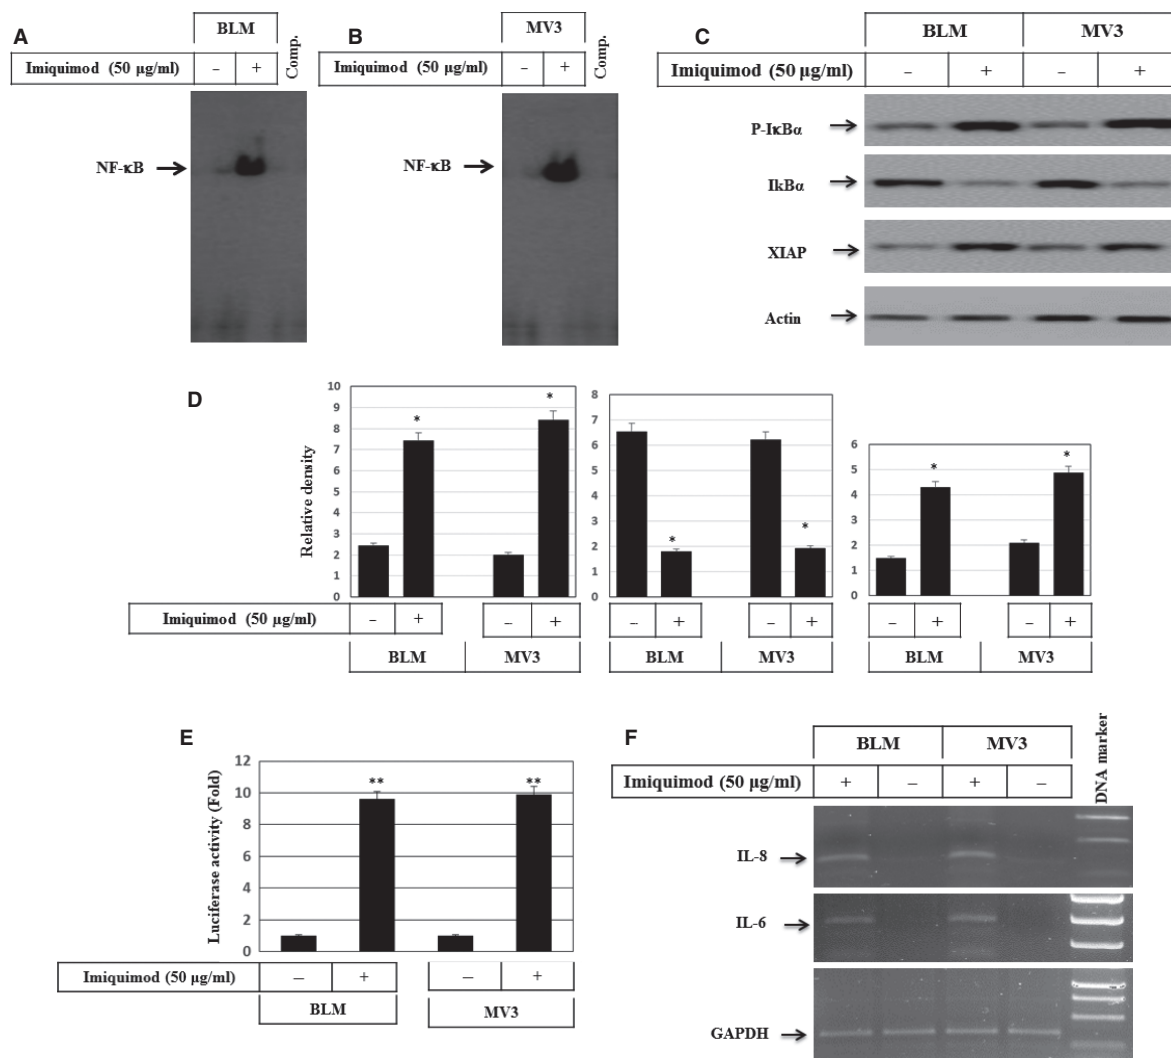 A
BLM
Comp.
Imiquimod (50 µg/ml) – +
NF-κB
B
MV3
Comp.
Imiquimod (50 µg/ml) – +
NF-κB
C
BLM MV3
Imiquimod (50 µg/ml) – + – +
P-IκBα
IkBα
XIAP
Actin
D
Relative density
10
9
8
7
6
5
4
3
2
1
0
* *
8
7
6
5
4
3
2
1
0
* *
6
5
4
3
2
1
0
* *
Imiquimod (50 µg/ml) – + – + – + – + – + – +
BLM MV3 BLM MV3 BLM MV3
E
Luciferase activity (Fold)
12
10
8
6
4
2
0
** **
Imiquimod (50 µg/ml) – + – +
BLM MV3
F
BLM MV3
DNA marker
Imiquimod (50 µg/ml) + – + –
IL-8
IL-6
GAPDH